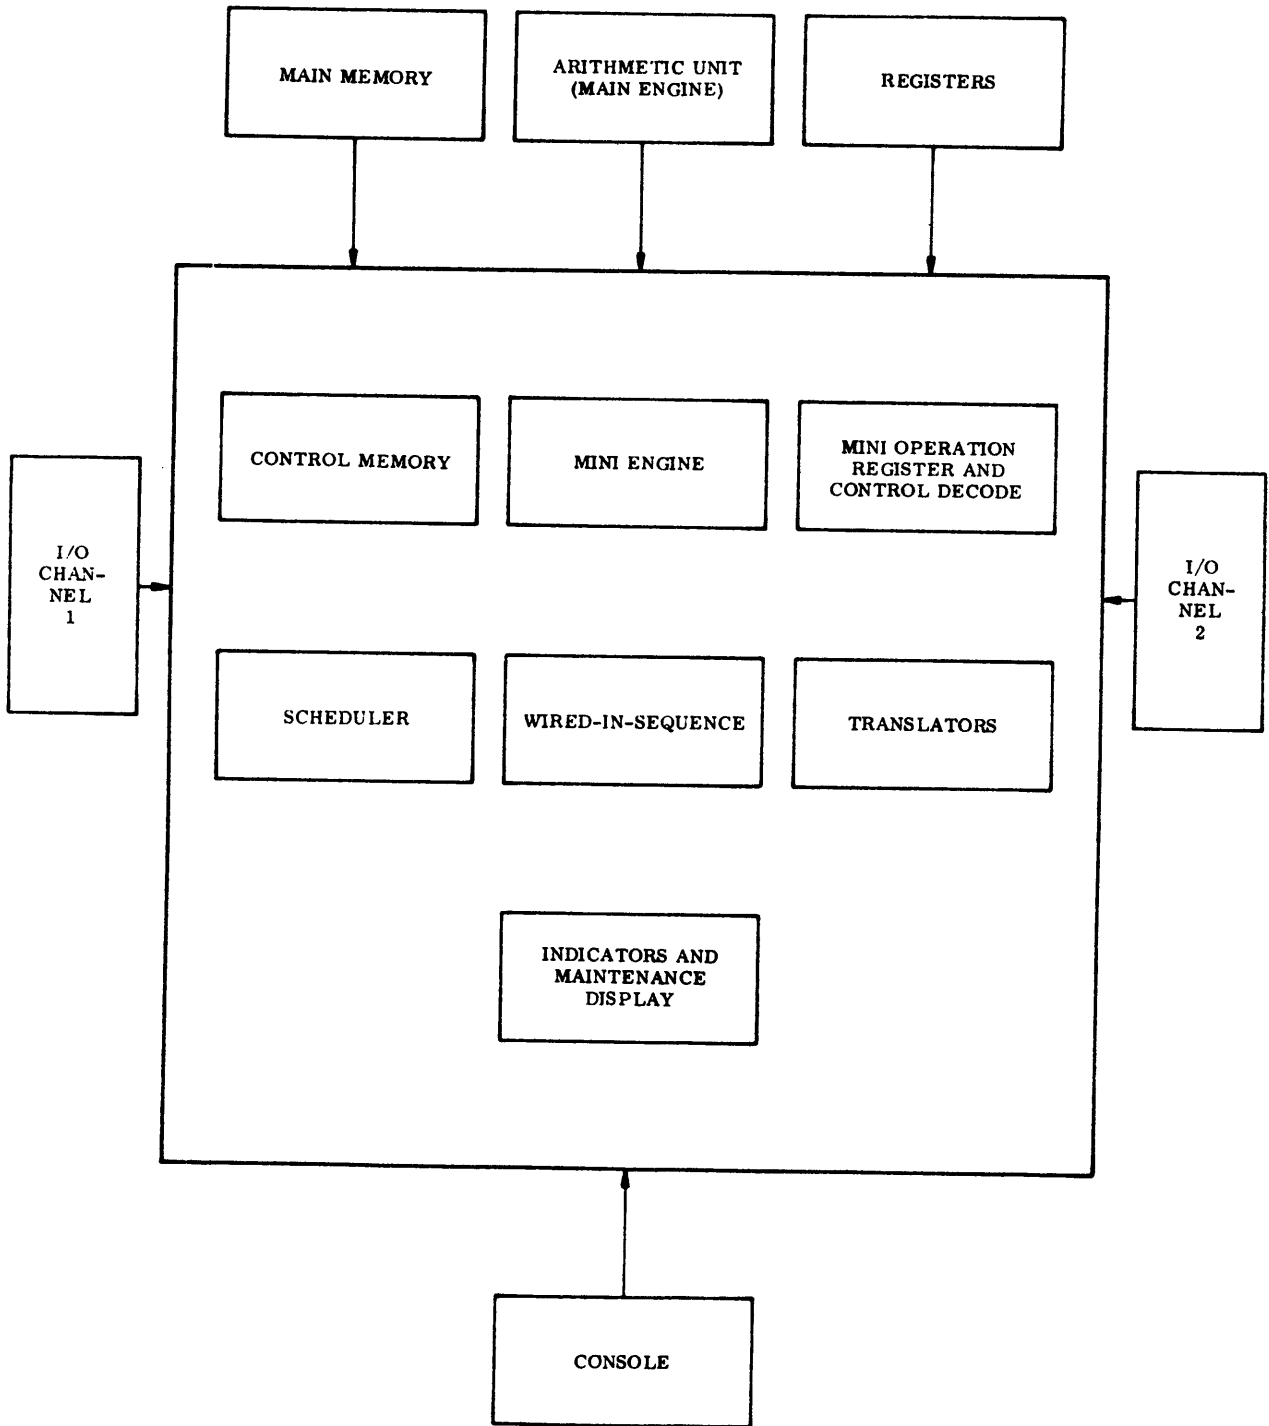 MAIN MEMORY
ARITHMETIC UNIT
(MAIN ENGINE)
REGISTERS
CONTROL MEMORY
MINI ENGINE
MINI OPERATION
REGISTER AND
CONTROL DECODE
I/O
CHAN-
NEL
1
I/O
CHAN-
NEL
2
SCHEDULER
WIRED-IN-SEQUENCE
TRANSLATORS
INDICATORS AND
MAINTENANCE
DISPLAY
CONSOLE